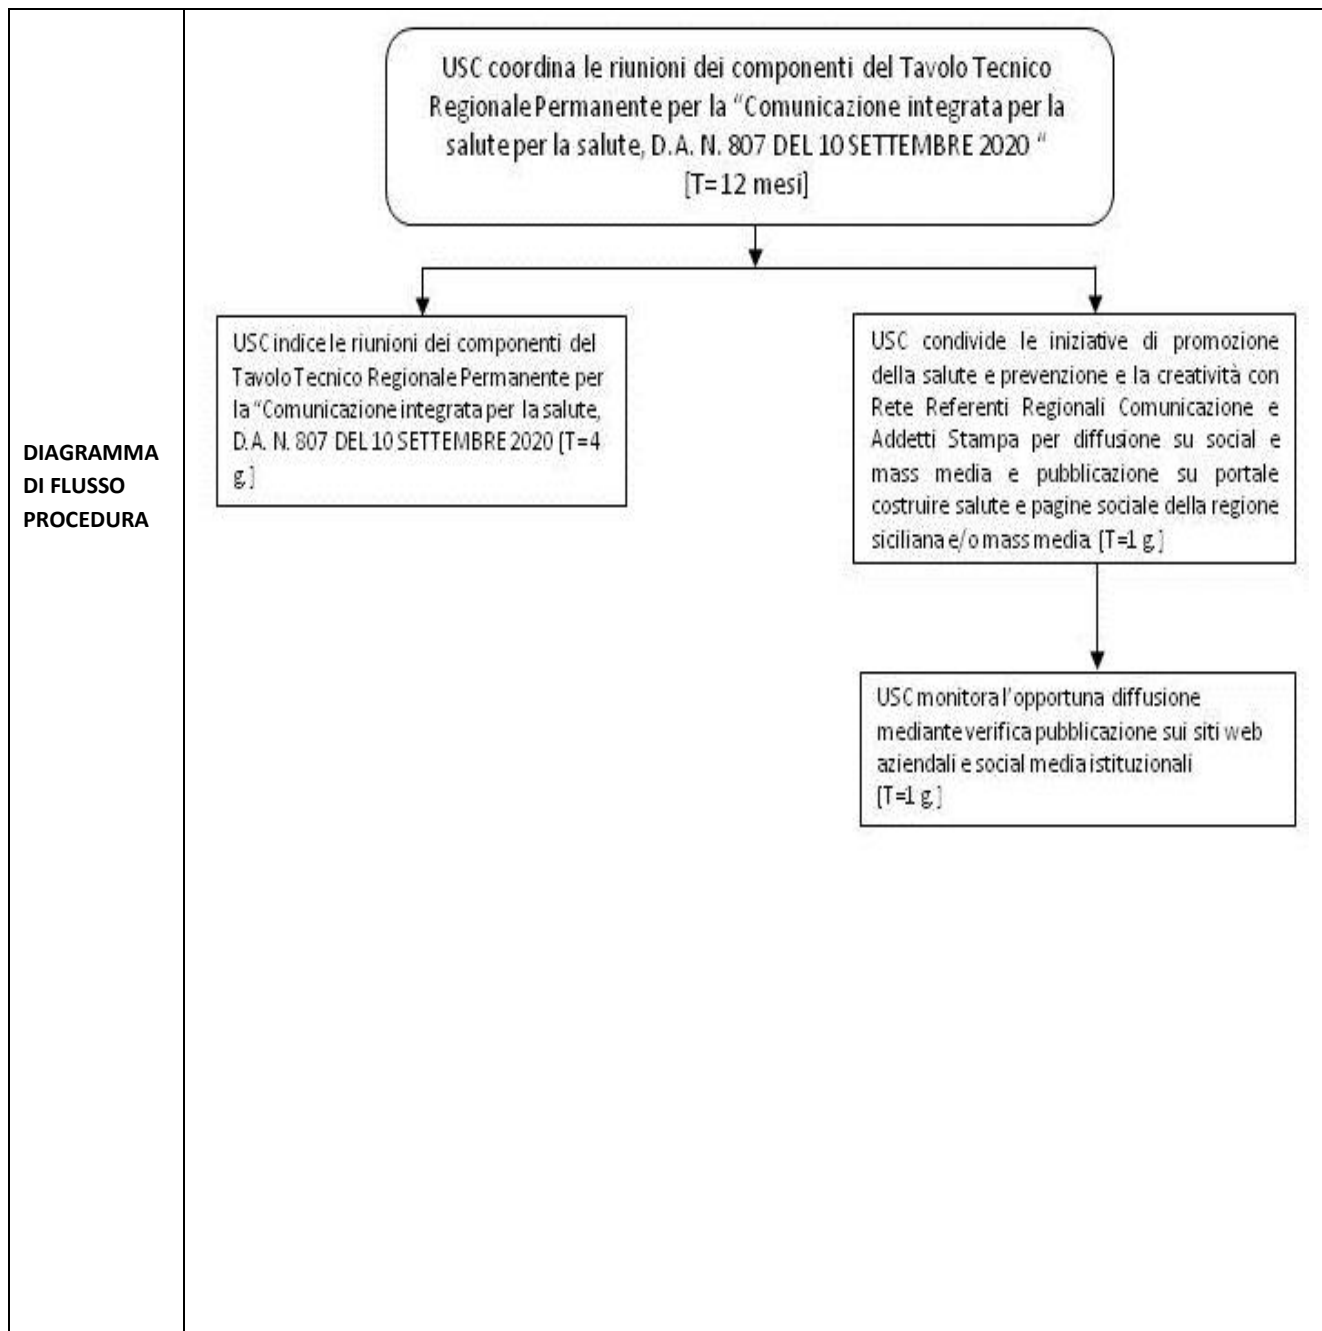 USC coordina le riunioni dei componenti del Tavolo Tecnico
Regionale Permanente per la “Comunicazione integrata per la
salute per la salute, D.A. N. 807 DEL 10 SETTEMBRE 2020 “
[T=12 mesi]
USC indice le riunioni dei componenti del
Tavolo Tecnico Regionale Permanente per
la “Comunicazione integrata per la salute,
D.A. N. 807 DEL 10 SETTEMBRE 2020 [T=4
g.]
USC condivide le iniziative di promozione
della salute e prevenzione e la creatività con
Rete Referenti Regionali Comunicazione e
Addetti Stampa per diffusione su social e
mass media e pubblicazione su portale
costruire salute e pagine sociale della regione
siciliana e/o mass media. [T=1 g.]
DIAGRAMMA
DI FLUSSO
PROCEDURA
USC monitora l’opportuna diffusione
mediante verifica pubblicazione sui siti web
aziendali e social media istituzionali
[T=1 g.]